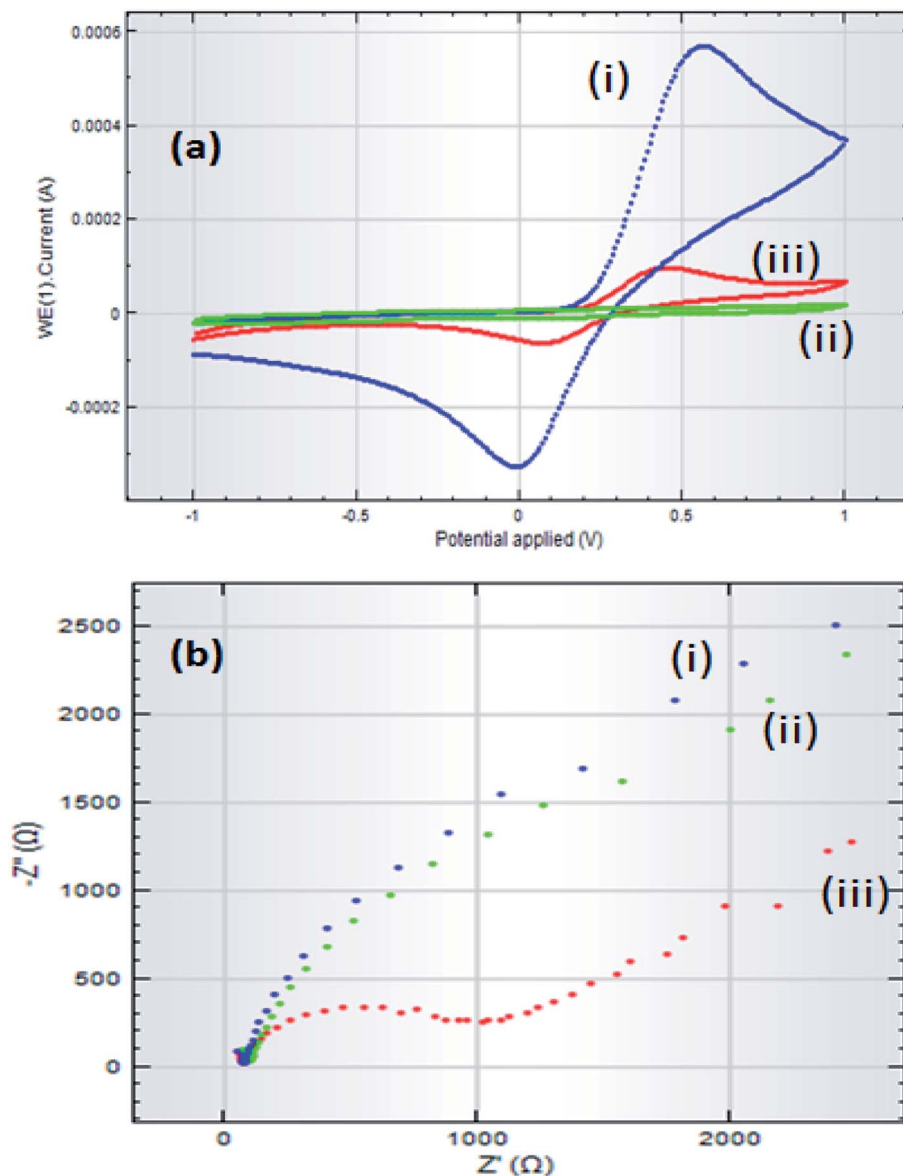 0.0006
(i)
0.0004
(a)
WE(1).Current (A)
0.0002
(iii)
0
(ii)
-0.0002
-1
-0.5
0
0.5
1
Potential applied (V)
2500
(b)
(i)
2000
(ii)
1500
-Z" (Ω)
1000
(iii)
500
0
0
1000
2000
Z' (Ω)